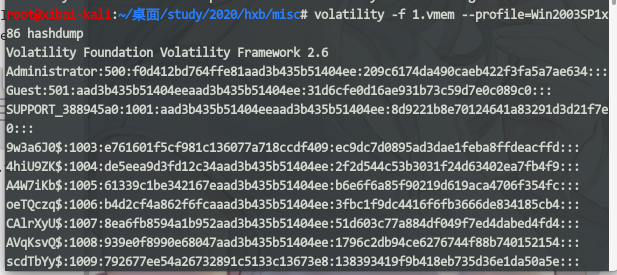 root@xibai-kali:~/桌面/study/2020/hxb/misc# volatility -f 1.vmem --profile=Win2003SP1x
86 hashdump
Volatility Foundation Volatility Framework 2.6
Administrator:500:f0d412bd764ffe81aad3b435b51404ee:209c6174da490caeb422f3fa5a7ae634:::
Guest:501:aad3b435b51404eeaad3b435b51404ee:31d6cfe0d16ae931b73c59d7e0c089c0:::
SUPPORT_388945a0:1001:aad3b435b51404eeaad3b435b51404ee:8d9221b8e70124641a83291d3d21f7e
0:::
9w3a6J0$:1003:e761601f5cf981c136077a718ccdf409:ec9dc7d0895ad3dae1feba8ffdeacffd:::
4hiU9ZK$:1004:de5eea9d3fd12c34aad3b435b51404ee:2f2d544c53b3031f24d63402ea7fb4f9:::
A4W7iKb$:1005:61339c1be342167eaad3b435b51404ee:b6e6f6a85f90219d619aca4706f354fc:::
oeTQczq$:1006:b4d2cf4a862f6fcaaad3b435b51404ee:3fbc1f9dc4416f6fb3666de834185cb4:::
CAlrXyU$:1007:8ea6fb8594a1b952aad3b435b51404ee:51d603c77a884df049f7ed4dabed4fd4:::
AVqKsvQ$:1008:939e0f8990e68047aad3b435b51404ee:1796c2db94ce6276744f88b740152154:::
scdTbYy$:1009:792677ee54a26732891c5133c13673e8:138393419f9b418eb735d36e1da50a5e:::